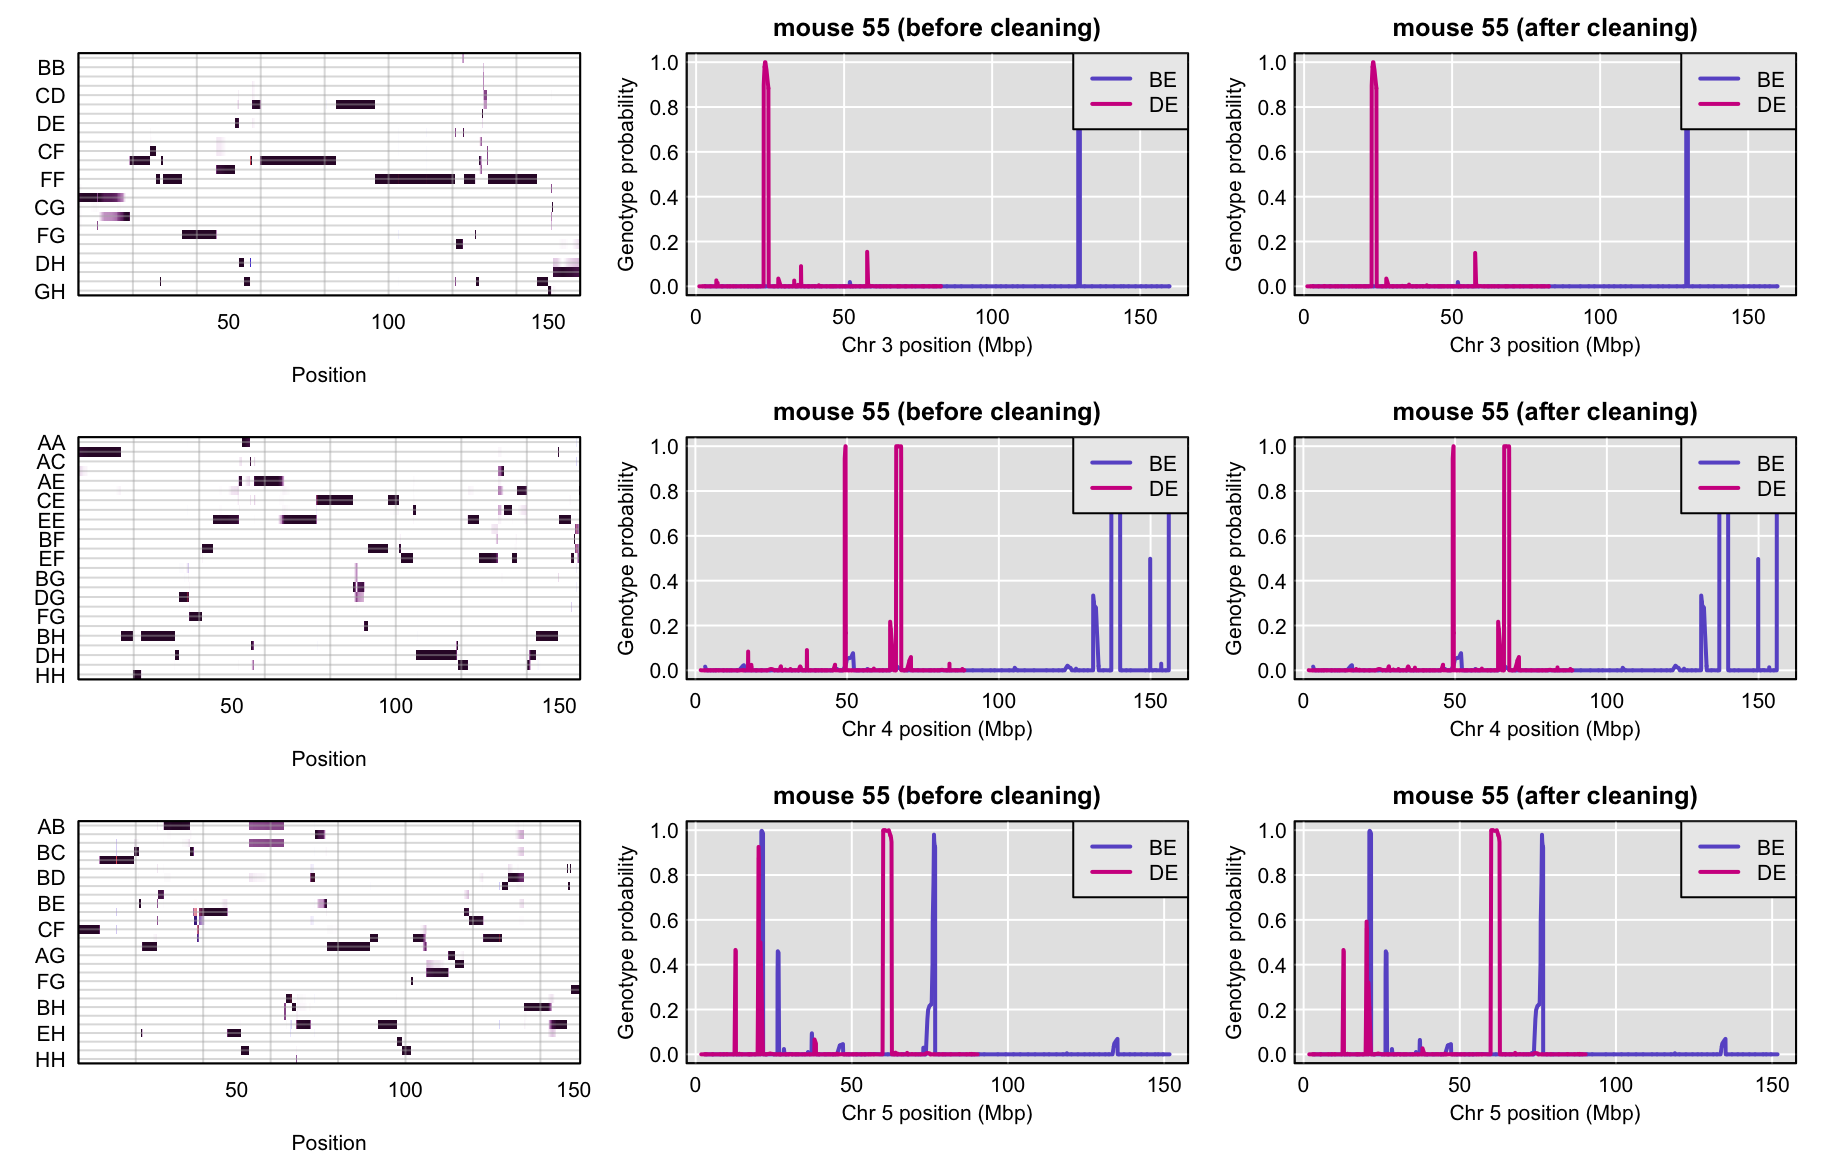 BB
CD
DE
CF
FF
CG
FG
DH
GH
50 100 150
Position
mouse 55 (before cleaning)
Genotype probability
1.0
0.8
0.6
0.4
0.2
0.0
BE
DE
0 50 100 150
Chr 3 position (Mbp)
mouse 55 (after cleaning)
Genotype probability
1.0
0.8
0.6
0.4
0.2
0.0
BE
DE
0 50 100 150
Chr 3 position (Mbp)
AA
AC
AE
CE
EE
BF
EF
BG
DG
FG
BH
DH
HH
50 100 150
Position
mouse 55 (before cleaning)
Genotype probability
1.0
0.8
0.6
0.4
0.2
0.0
BE
DE
0 50 100 150
Chr 4 position (Mbp)
mouse 55 (after cleaning)
Genotype probability
1.0
0.8
0.6
0.4
0.2
0.0
BE
DE
0 50 100 150
Chr 4 position (Mbp)
AB
BC
BD
BE
CF
AG
FG
BH
EH
HH
50 100 150
Position
mouse 55 (before cleaning)
Genotype probability
1.0
0.8
0.6
0.4
0.2
0.0
BE
DE
0 50 100 150
Chr 5 position (Mbp)
mouse 55 (after cleaning)
Genotype probability
1.0
0.8
0.6
0.4
0.2
0.0
BE
DE
0 50 100 150
Chr 5 position (Mbp)